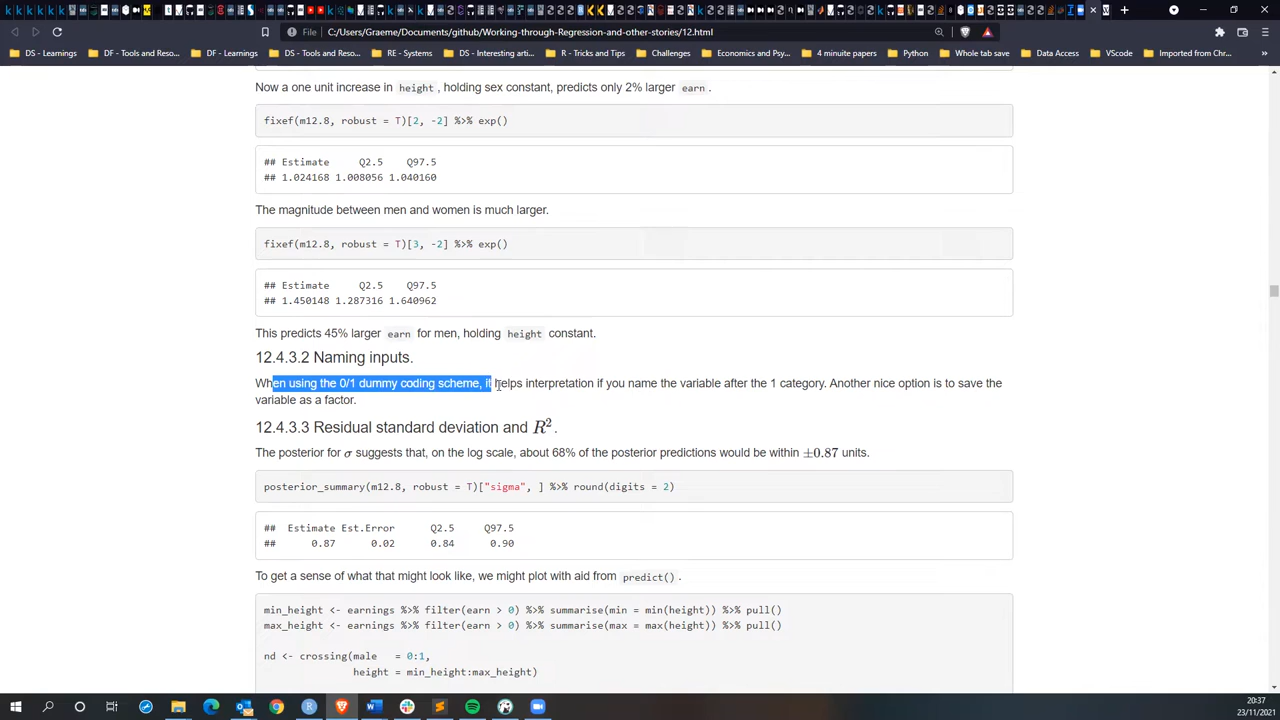 File
C:/Users/Graeme/Documents/github/Working-through-Regression-and-other-stories/12.html
DS - Learnings
DF - Tools and Reso...
DF - Learnings
DS - Tools and Resou...
RE - Systems
DS - Interesting artic...
R - Tricks and Tips
Challenges
Economics and Psy...
4 minute papers
Python
Whole tab save
Data Access
VScode
Imported from Chr...
Now a one unit increase in height, holding sex constant, predicts only 2% larger earn.
fixef(m12.8, robust = T)[2, -2] %>% exp()
## Estimate Q2.5 Q97.5
## 1.024168 1.008056 1.040160
The magnitude between men and women is much larger.
fixef(m12.8, robust = T)[3, -2] %>% exp()
## Estimate Q2.5 Q97.5
## 1.450148 1.287316 1.640962
This predicts 45% larger earn for men, holding height constant.
12.4.3.2 Naming inputs.
When using the 0/1 dummy coding scheme, it helps interpretation if you name the variable after the 1 category. Another nice option is to save the
variable as a factor.
12.4.3.3 Residual standard deviation and R².
The posterior for σ suggests that, on the log scale, about 68% of the posterior predictions would be within ±0.87 units.
posterior_summary(m12.8, robust = T)["sigma", ] %>% round(digits = 2)
## Estimate Est.Error Q2.5 Q97.5
## 0.87 0.02 0.84 0.90
To get a sense of what that might look like, we might plot with aid from predict().
min_height <- earnings %>% filter(earn > 0) %>% summarise(min = min(height)) %>% pull()
max_height <- earnings %>% filter(earn > 0) %>% summarise(max = max(height)) %>% pull()
nd <- crossing(male = 0:1,
height = min_height:max_height)
20:37
23/11/2021